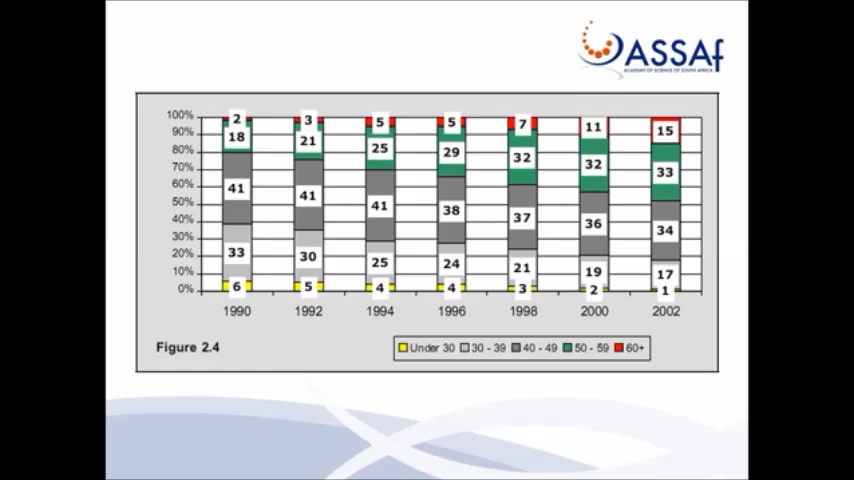 ASSAf
ACADEMY OF SCIENCE OF SOUTH AFRICA
100% 2 3 5 5 7 11 15
90% 18 21 25 29 32 32 33
80%
70%
60% 41 41 41 38 37 36 34
50%
40%
30% 33 30 25 24 21 19 17
20%
10%
0% 6 5 4 4 3 2 1
1990 1992 1994 1996 1998 2000 2002
Figure 2.4 Under 30 30 - 39 40 - 49 50 - 59 60+